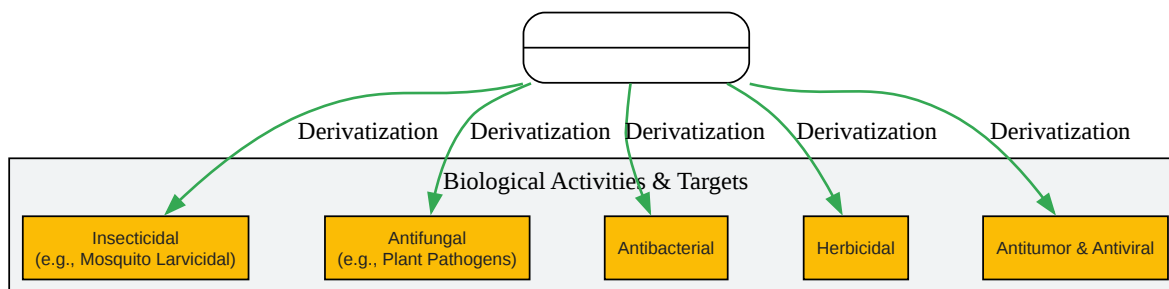 Derivatization Derivatization Derivatization Derivatization Derivatization
Biological Activities & Targets
Insecticidal
(e.g., Mosquito Larvicidal)
Antifungal
(e.g., Plant Pathogens)
Antibacterial
Herbicidal
Antitumor & Antiviral